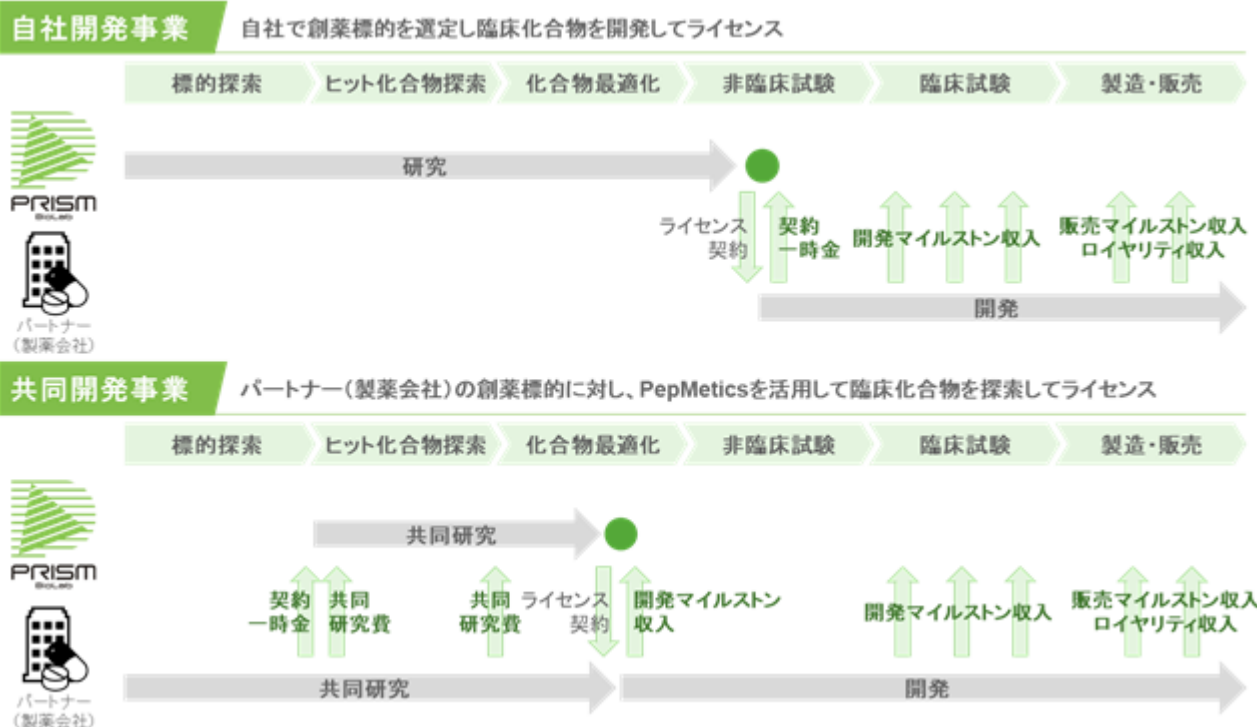 自社開発事業
自社で創薬標的を選定し臨床化合物を開発してライセンス
標的探索
ヒット化合物探索
化合物最適化
非臨床試験
臨床試験
製造・販売
研究
PRISM
BioLab
ライセンス
契約
契約
一時金
開発マイルストン収入
販売マイルストン収入
ロイヤリティ収入
開発
パートナー
(製薬会社)
共同開発事業
パートナー(製薬会社)の創薬標的に対し、PepMeticsを活用して臨床化合物を探索してライセンス
標的探索
ヒット化合物探索
化合物最適化
非臨床試験
臨床試験
製造・販売
共同研究
PRISM
BioLab
契約
一時金
共同
研究費
共同
研究費
ライセンス
契約
開発マイルストン
収入
開発マイルストン収入
販売マイルストン収入
ロイヤリティ収入
共同研究
開発
パートナー
(製薬会社)